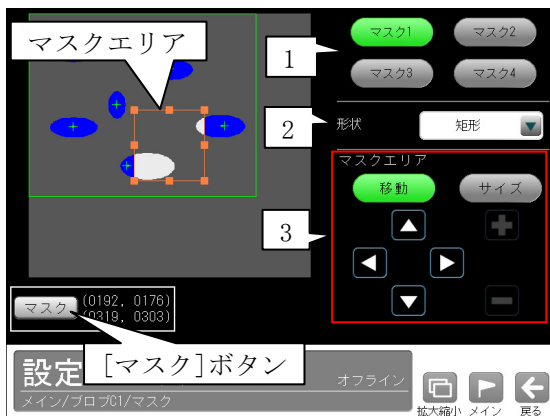 マスクエリア
1
マスク1
マスク2
マスク3
マスク4
2
形状
矩形
マスクエリア
移動
サイズ
3
マスク
(0192, 0176)
(0319, 0303)
[マスク]ボタン
設定
オフライン
メイン/ブロブC1/マスク
拡大縮小
メイン
戻る